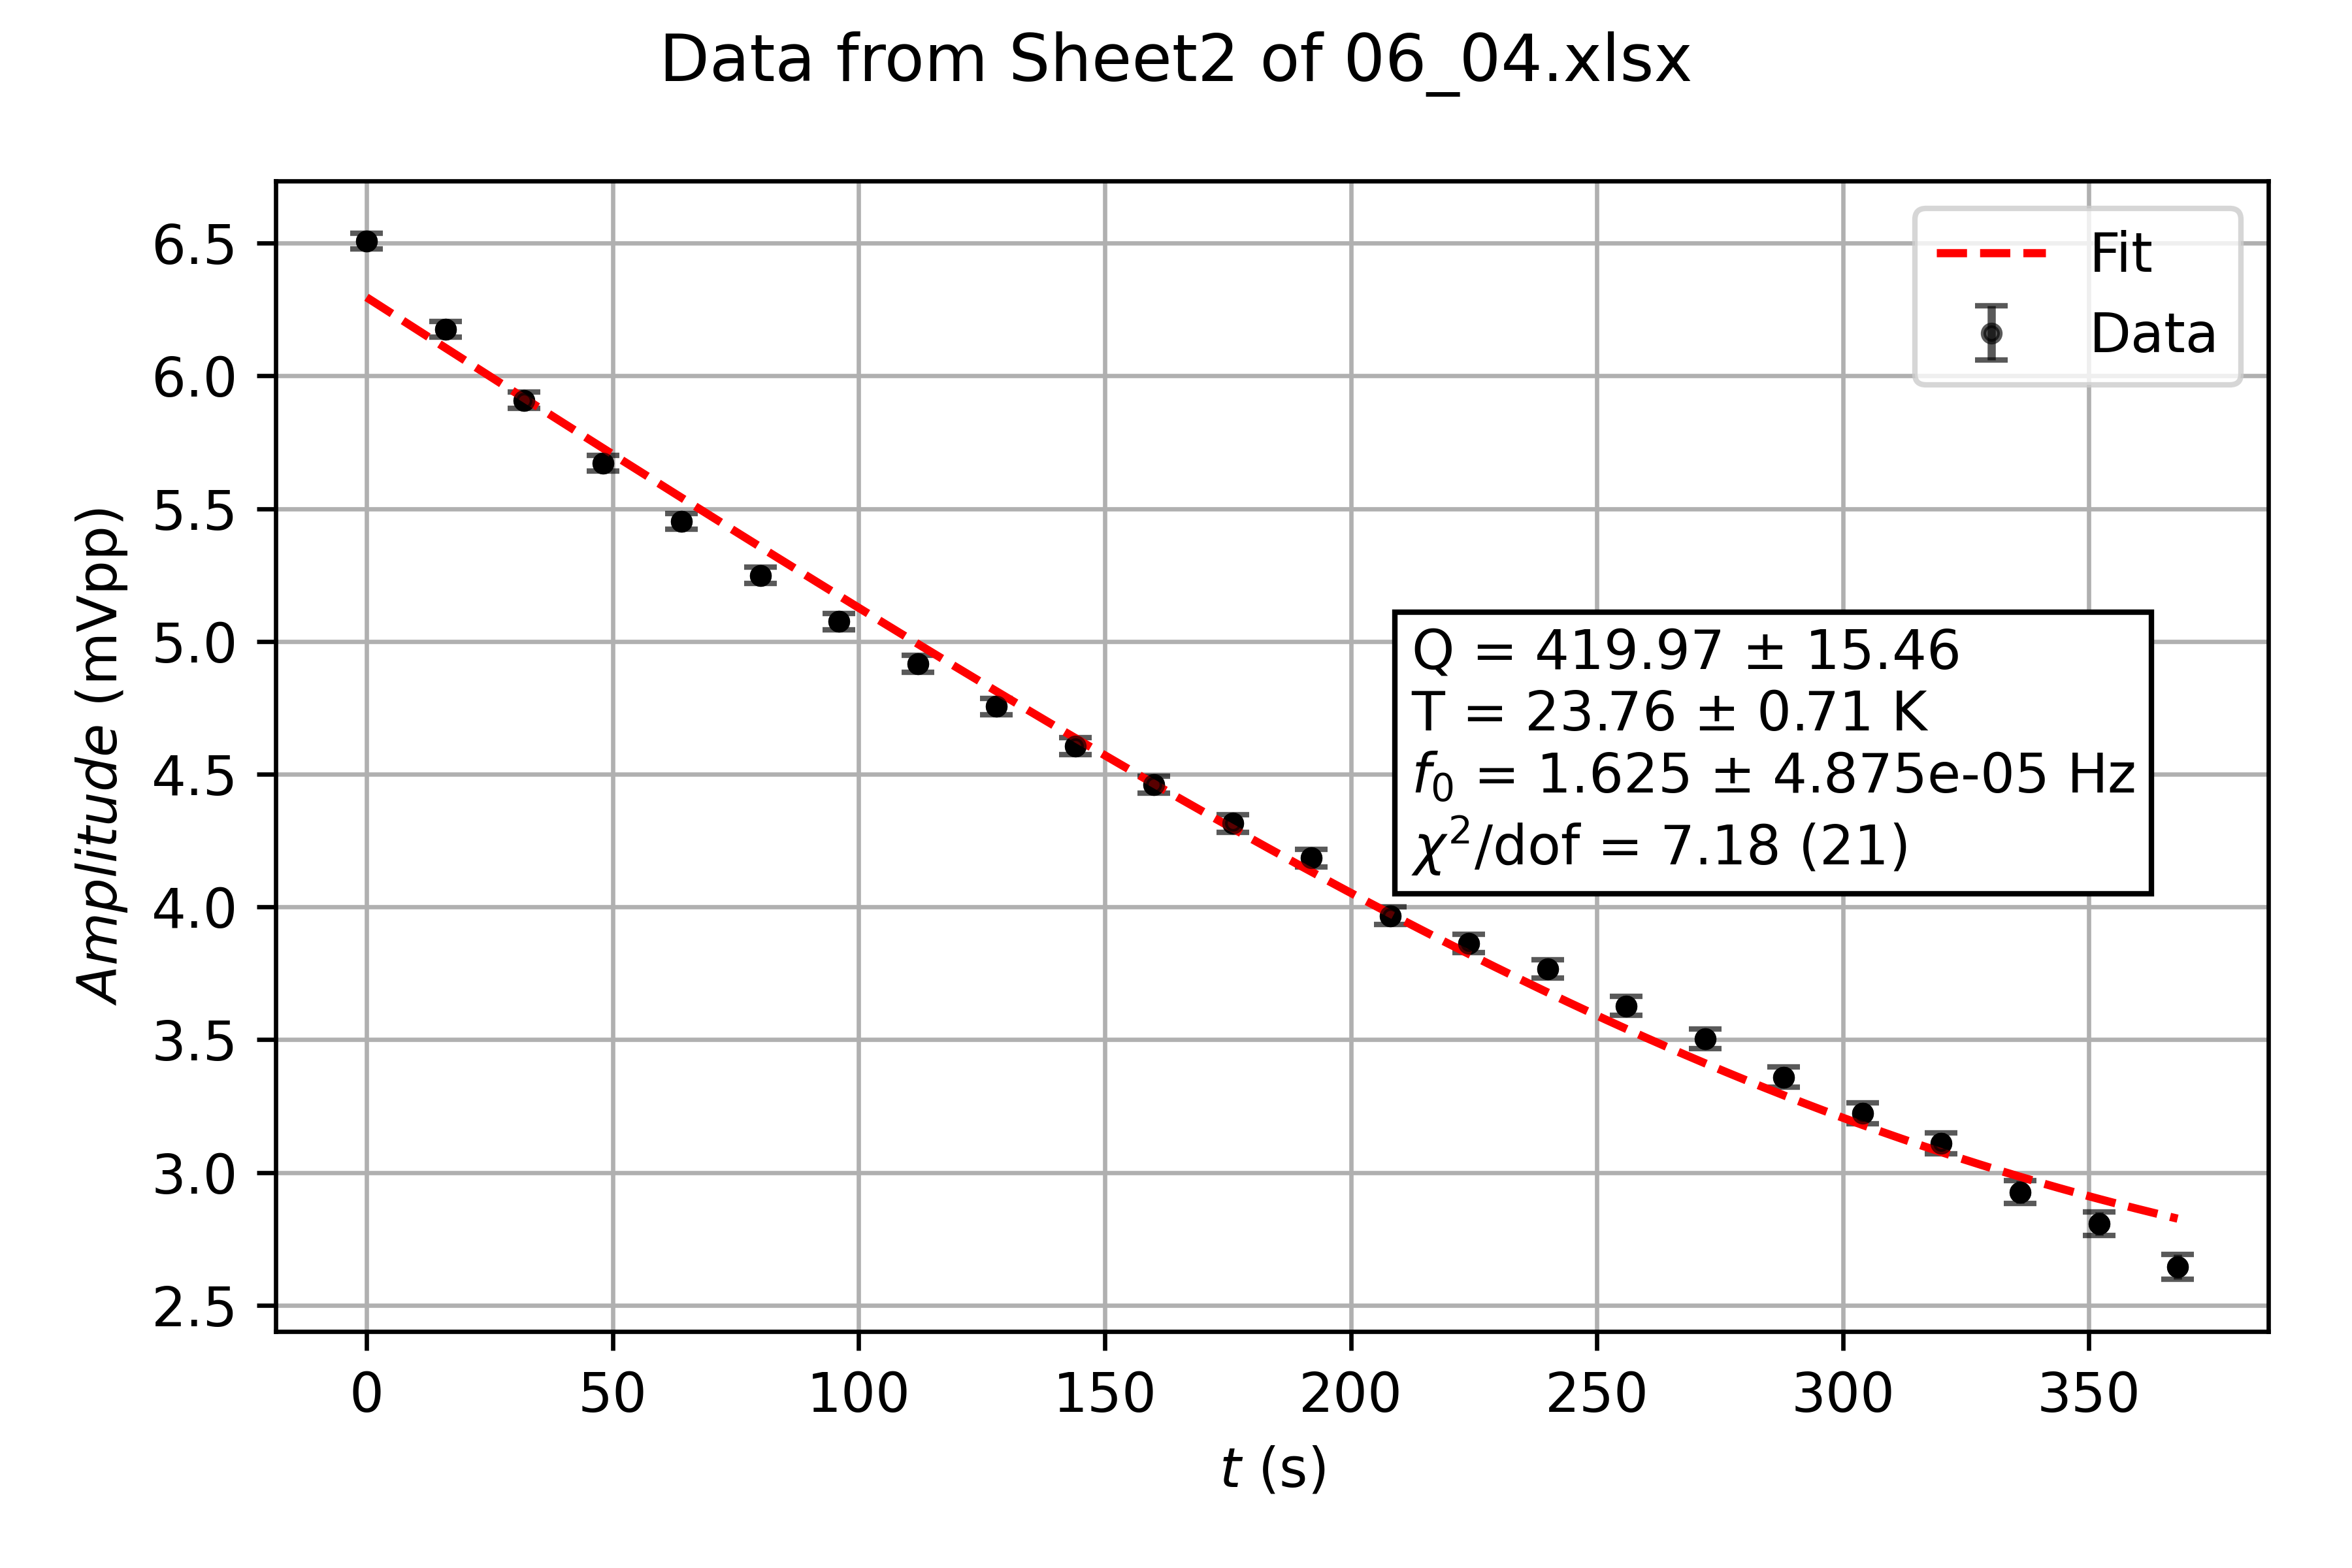 Data from Sheet2 of 06_04.xlsx
Amplitude (mVpp)
6.5
6.0
5.5
5.0
4.5
4.0
3.5
3.0
2.5
Fit
Data
Q = 419.97 ± 15.46
T = 23.76 ± 0.71 K
f₀ = 1.625 ± 4.875e-05 Hz
χ²/dof = 7.18 (21)
0 50 100 150 200 250 300 350
t (s)